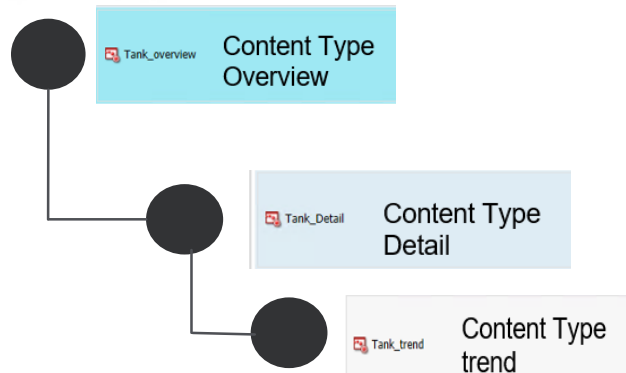 Tank_overview
Content Type
Overview
Tank_Detail
Content Type
Detail
Tank_trend
Content Type
trend